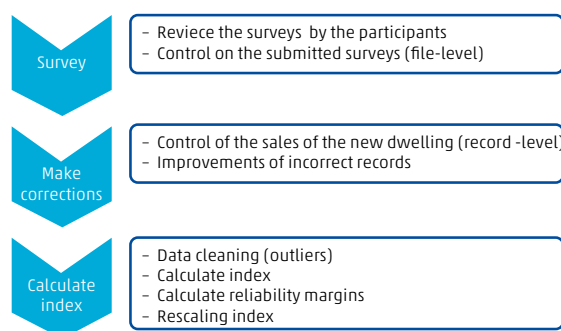 Survey
– Reviece the surveys by the participants
– Control on the submitted surveys (file-level)
Make
corrections
– Control of the sales of the new dwelling (record -level)
– Improvements of incorrect records
Calculate
index
– Data cleaning (outliers)
– Calculate index
– Calculate reliability margins
– Rescaling index